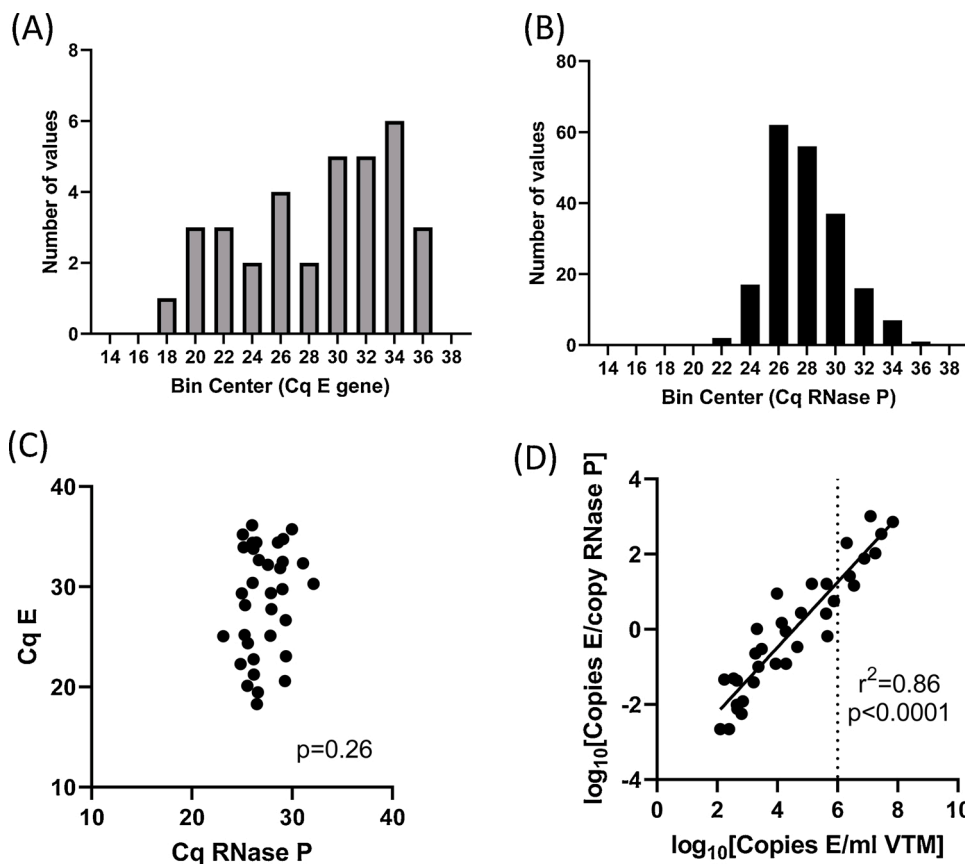 (A)
8
6
4
2
0
Number of values
14 16 18 20 22 24 26 28 30 32 34 36 38
Bin Center (Cq E gene)
(B)
80
60
40
20
0
Number of values
14 16 18 20 22 24 26 28 30 32 34 36 38
Bin Center (Cq RNase P)
(C)
40
30
20
10
Cq E
p=0.26
10 20 30 40
Cq RNase P
(D)
4
2
0
-2
-4
log₁₀[Copies E/copy RNase P]
r²=0.86
p<0.0001
0 2 4 6 8 10
log₁₀[Copies E/ml VTM]